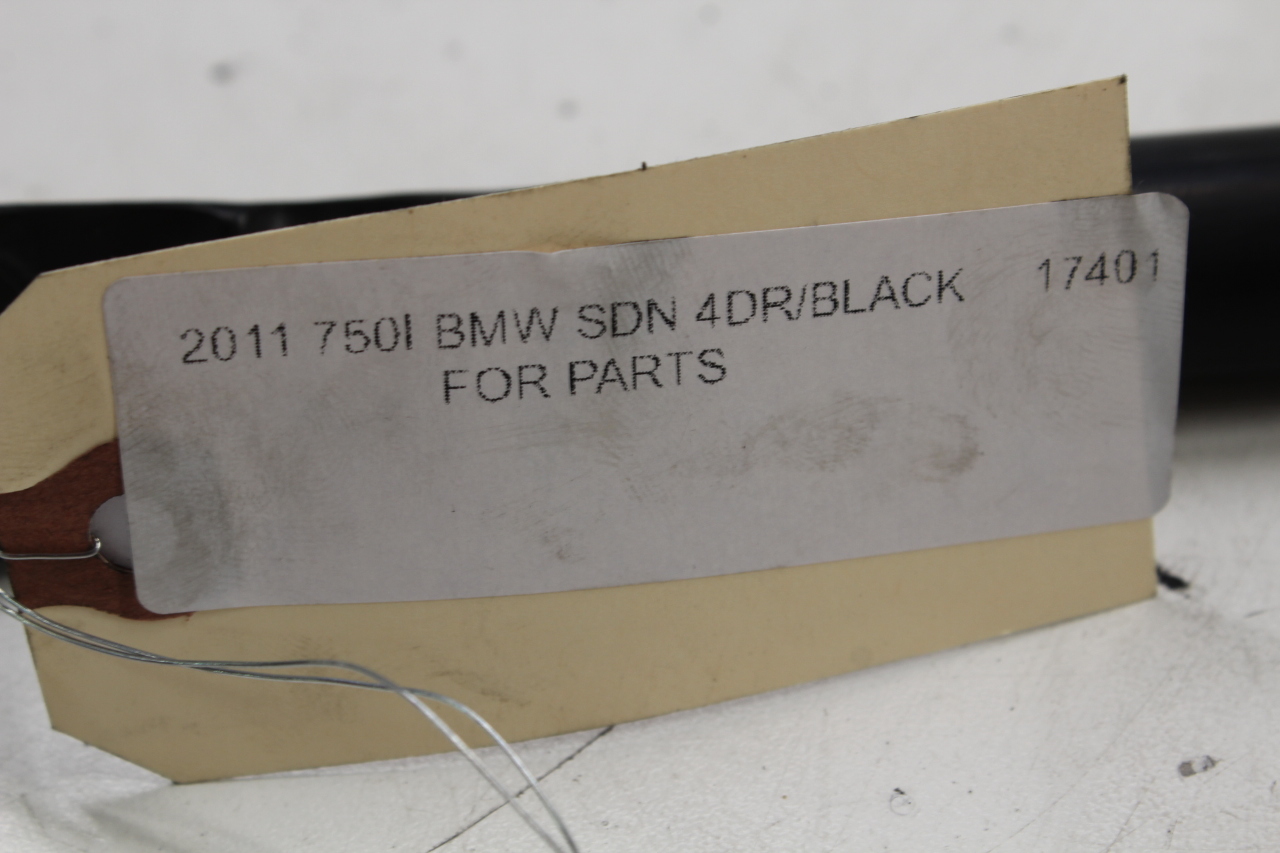 2011 750I BMW SDN 4DR/BLACK 17401
FOR PARTS